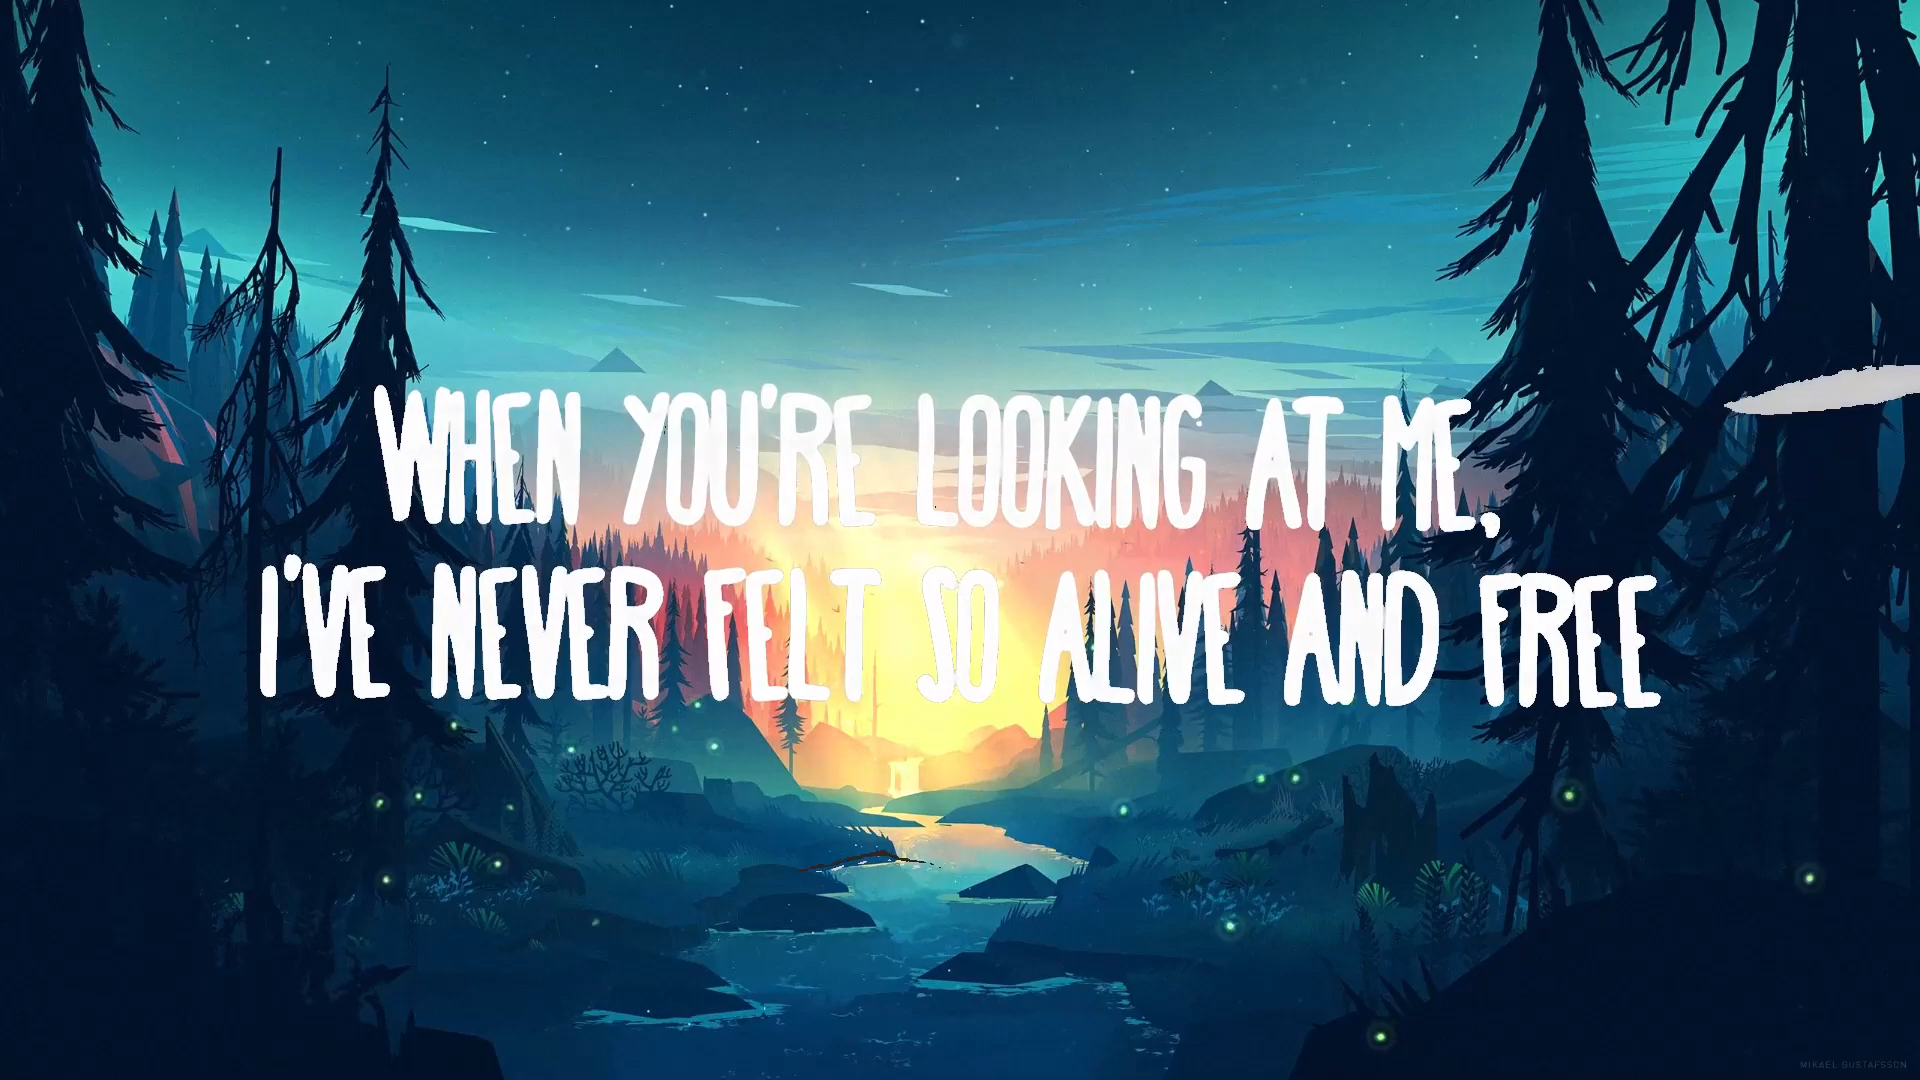 WHEN YOU'RE LOOKING AT ME,
I'VE NEVER FELT SO ALIVE AND FREE
MIKAEL GUSTAFSSON